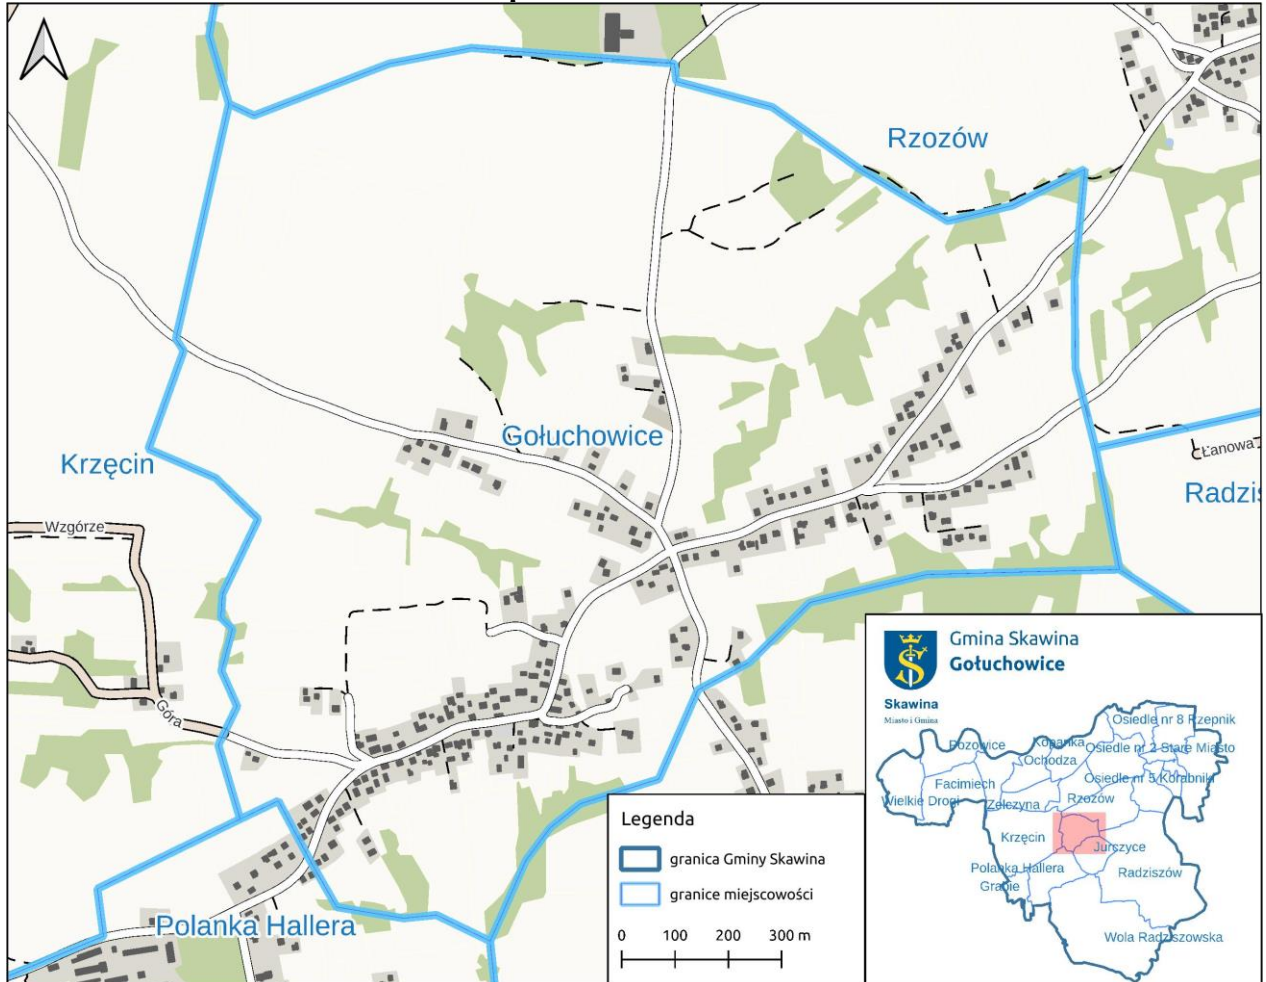 Rzozów
Gołuchowice
Krzęcin
Łanowa
Radzis
Wzgórze
Góra
Polanka Hallera
Legenda
granica Gminy Skawina
granice miejscowości
0 100 200 300 m
Skawina
Miasto i Gmina
Gmina Skawina
Gołuchowice
Osiedle nr 8 Rzepnik
Pozowice
Kopanka
Osiedle nr 2 Stare Miasto
Ochodza
Facimiech
Osiedle nr 5 Korabniki
Wielkie Drogi
Zelczyna
Rzozów
Krzęcin
Jurczyce
Polanka Hallera
Radziszów
Grabie
Wola Radziszowska